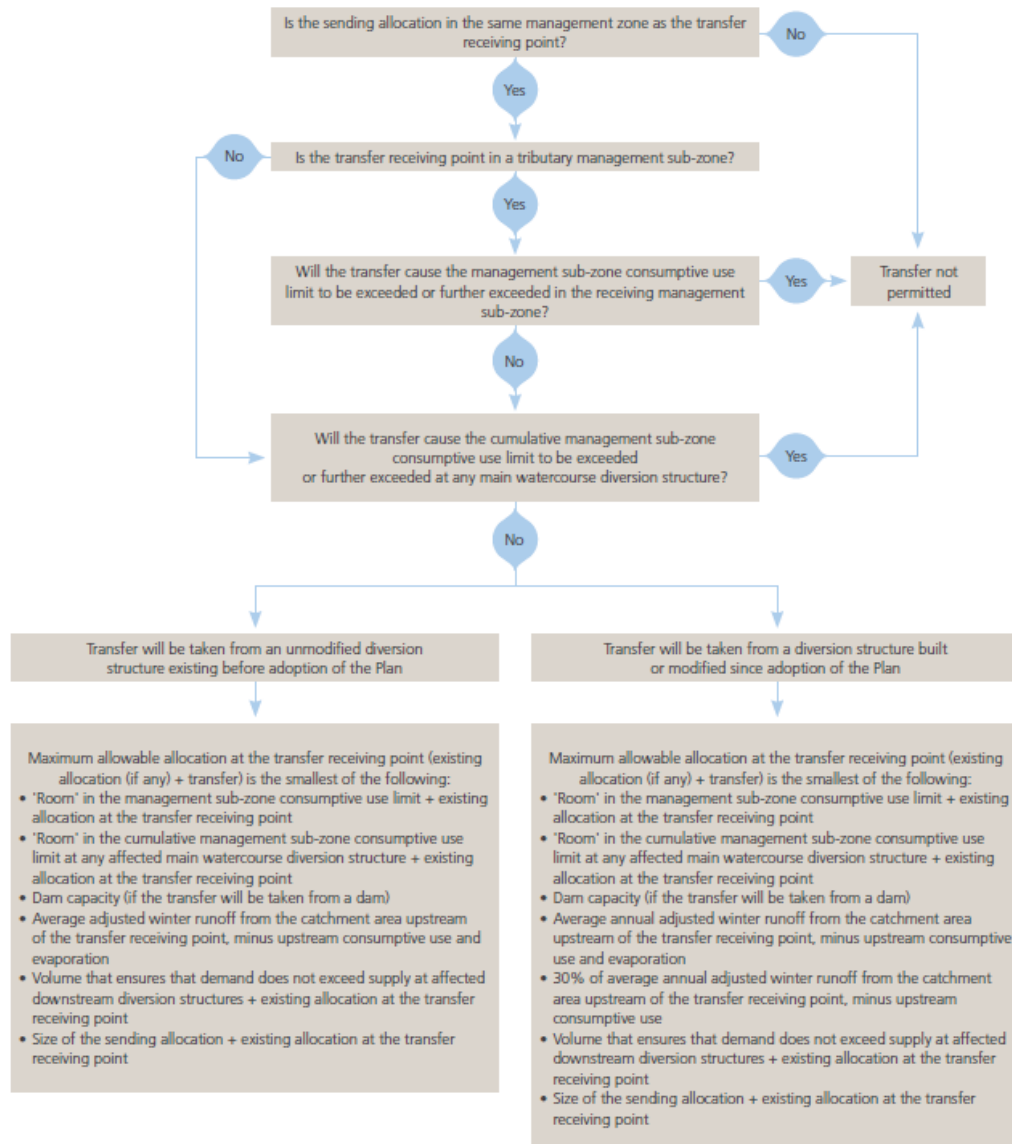 Is the sending allocation in the same management zone as the transfer
receiving point?
No
Yes
No
Is the transfer receiving point in a tributary management sub-zone?
Yes
Will the transfer cause the management sub-zone consumptive use
limit to be exceeded or further exceeded in the receiving management
sub-zone?
Yes
Transfer not
permitted
No
Will the transfer cause the cumulative management sub-zone
consumptive use limit to be exceeded
or further exceeded at any main watercourse diversion structure?
Yes
No
Transfer will be taken from an unmodified diversion
structure existing before adoption of the Plan
Transfer will be taken from a diversion structure built
or modified since adoption of the Plan
Maximum allowable allocation at the transfer receiving point (existing
allocation (if any) + transfer) is the smallest of the following:
• 'Room' in the management sub-zone consumptive use limit + existing
allocation at the transfer receiving point
• 'Room' in the cumulative management sub-zone consumptive use
limit at any affected main watercourse diversion structure + existing
allocation at the transfer receiving point
• Dam capacity (if the transfer will be taken from a dam)
• Average adjusted winter runoff from the catchment area upstream
of the transfer receiving point, minus upstream consumptive use and
evaporation
• Volume that ensures that demand does not exceed supply at affected
downstream diversion structures + existing allocation at the transfer
receiving point
• Size of the sending allocation + existing allocation at the transfer
receiving point
Maximum allowable allocation at the transfer receiving point (existing
allocation (if any) + transfer) is the smallest of the following:
• 'Room' in the management sub-zone consumptive use limit + existing
allocation at the transfer receiving point
• 'Room' in the cumulative management sub-zone consumptive use
limit at any affected main watercourse diversion structure + existing
allocation at the transfer receiving point
• Dam capacity (if the transfer will be taken from a dam)
• Average annual adjusted winter runoff from the catchment area
upstream of the transfer receiving point, minus upstream consumptive
use and evaporation
• 30% of average annual adjusted winter runoff from the catchment
area upstream of the transfer receiving point, minus upstream
consumptive use
• Volume that ensures that demand does not exceed supply at affected
downstream diversion structures + existing allocation at the transfer
receiving point
• Size of the sending allocation + existing allocation at the transfer
receiving point